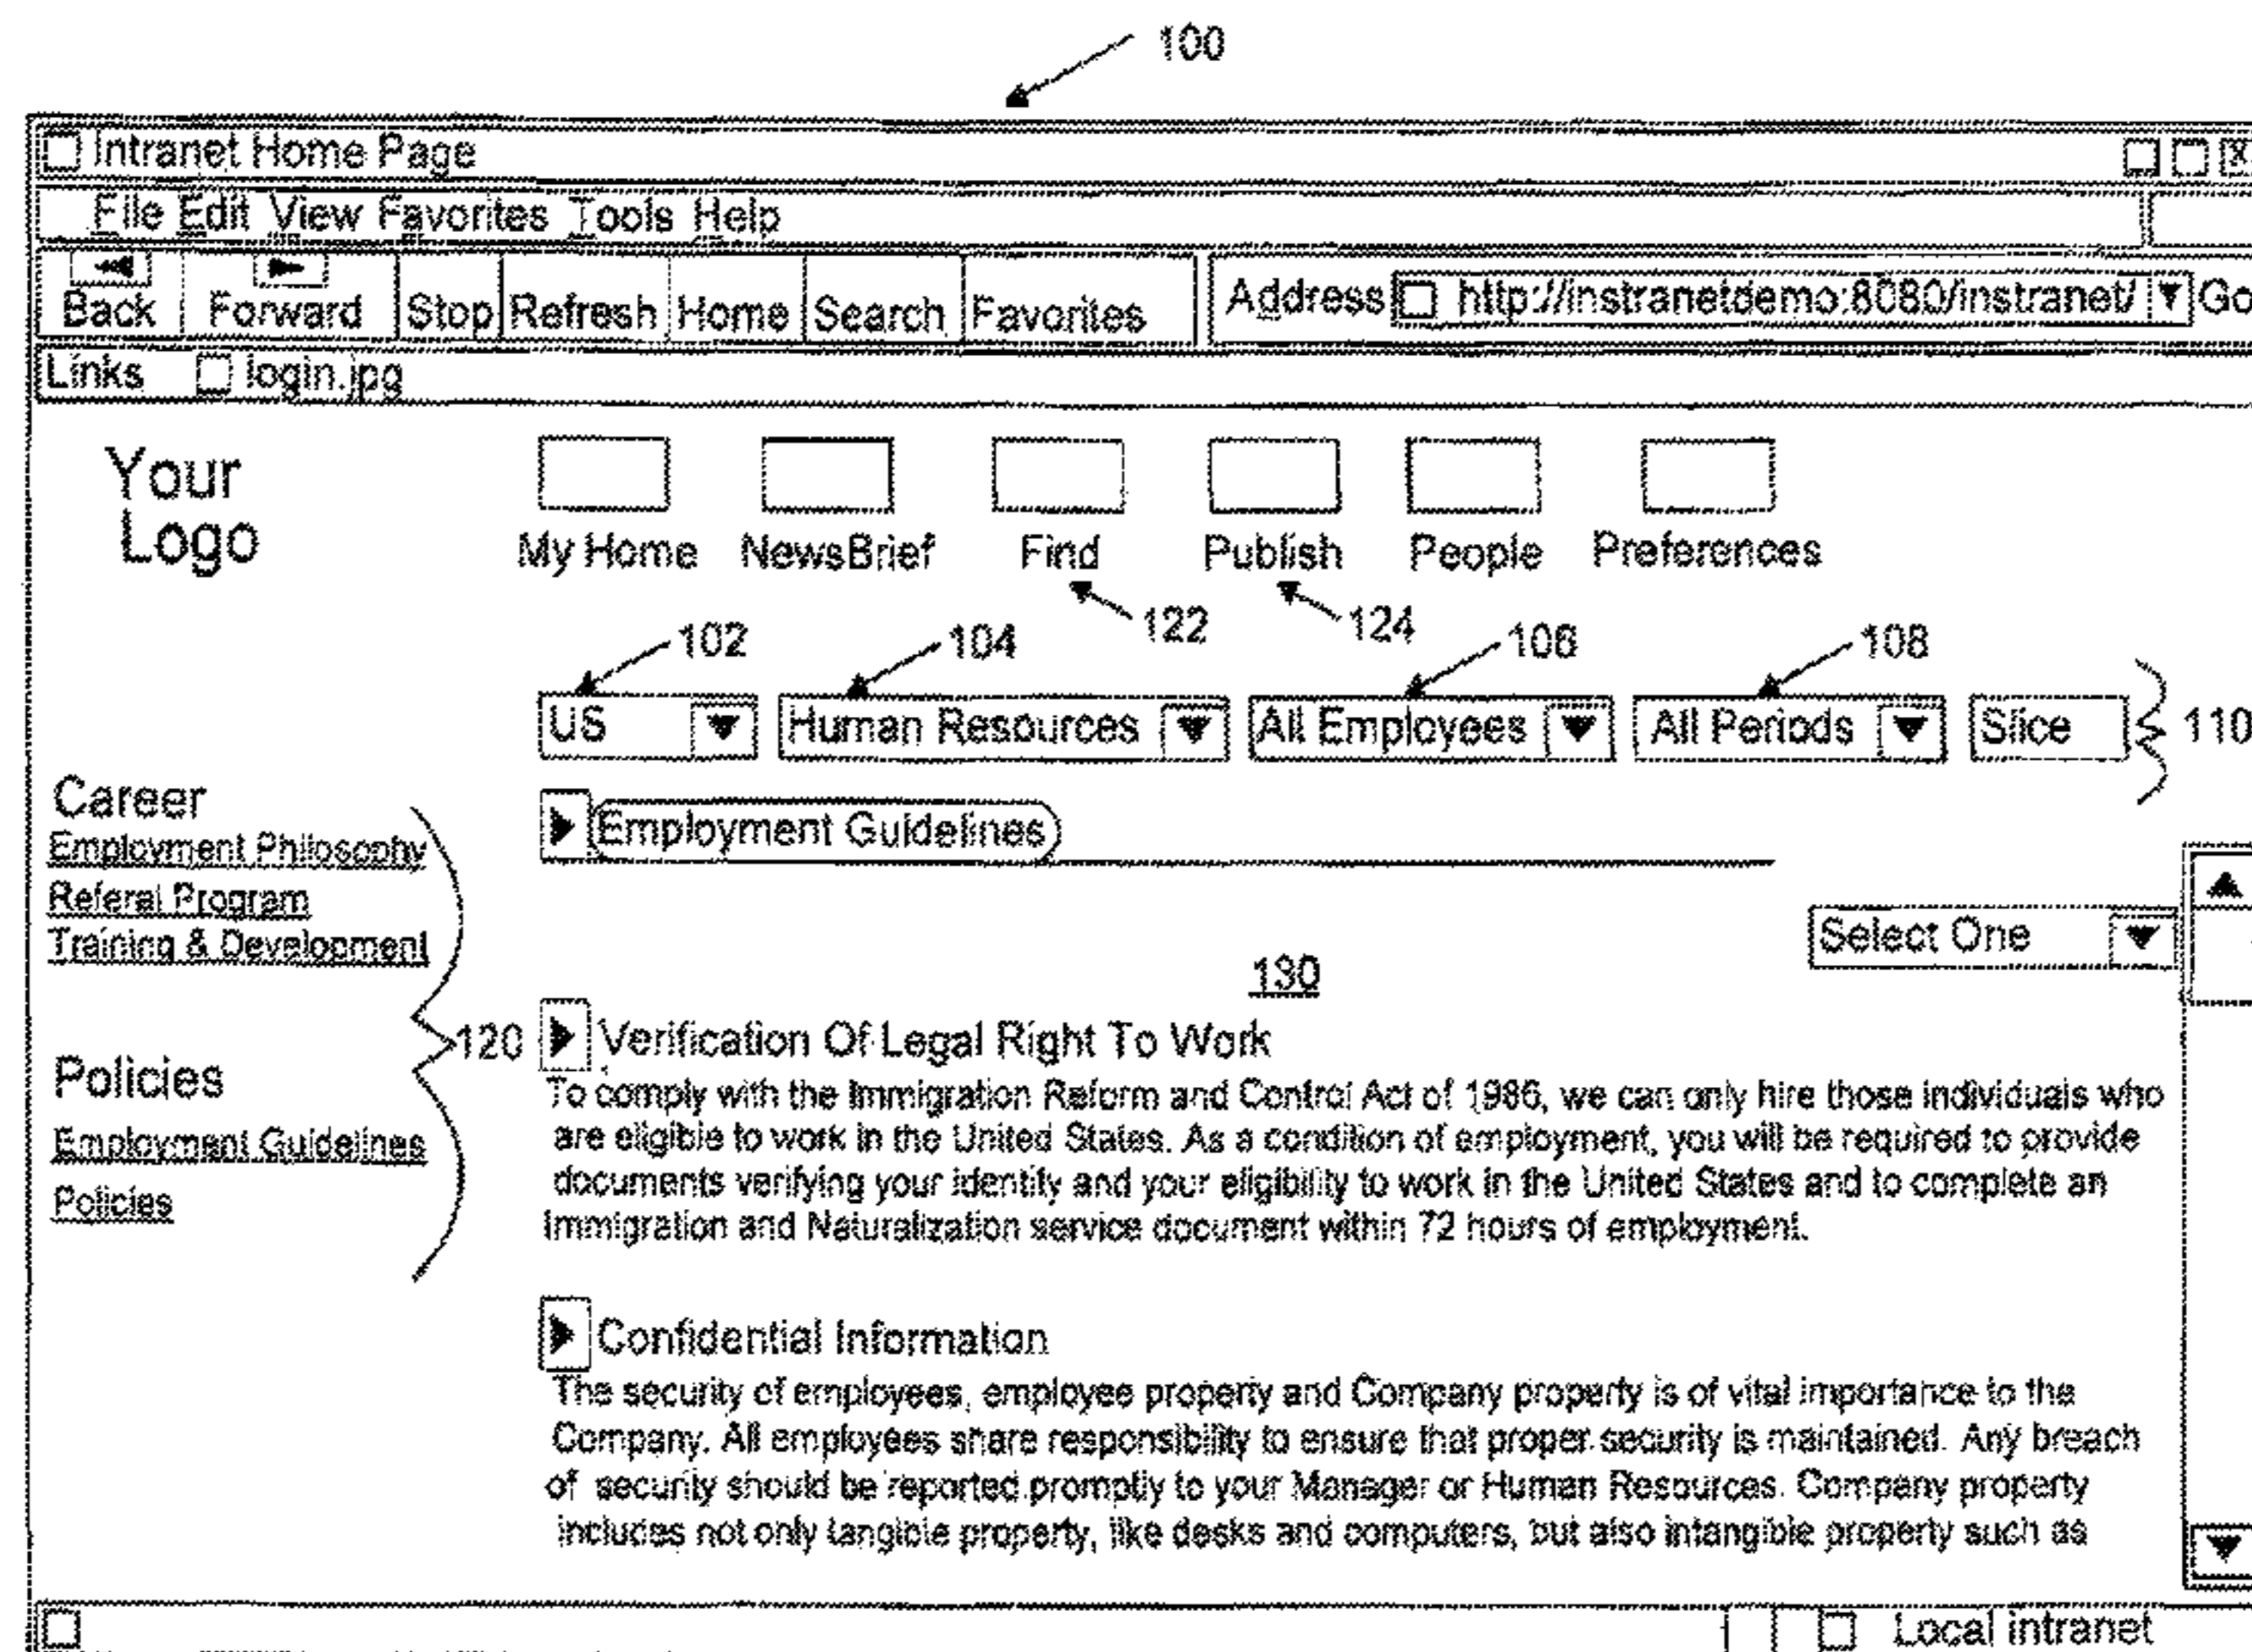 100
Intranet Home Page
File Edit View Favorites Tools Help
Back Forward Stop Refresh Home Search Favorites Address http://instranetdemo:8080/instranet/ Go
Links login.jpg
Your
Logo
My Home NewsBrief Find Publish People Preferences
122 124
102 104 106 108
US Human Resources All Employees All Periods Slice 110
Career
Employment Philosophy
Referal Program
Training & Development
Policies
Employment Guidelines
Policies
120
Employment Guidelines
Select One
130
Verification Of Legal Right To Work
To comply with the Immigration Reform and Control Act of 1986, we can only hire those individuals who
are eligible to work in the United States. As a condition of employment, you will be required to provide
documents verifying your identity and your eligibility to work in the United States and to complete an
Immigration and Naturalization service document within 72 hours of employment.
Confidential Information
The security of employees, employee property and Company property is of vital importance to the
Company. All employees share responsibility to ensure that proper security is maintained. Any breach
of security should be reported promptly to your Manager or Human Resources. Company property
includes not only tangible property, like desks and computers, but also intangible property such as
Local intranet